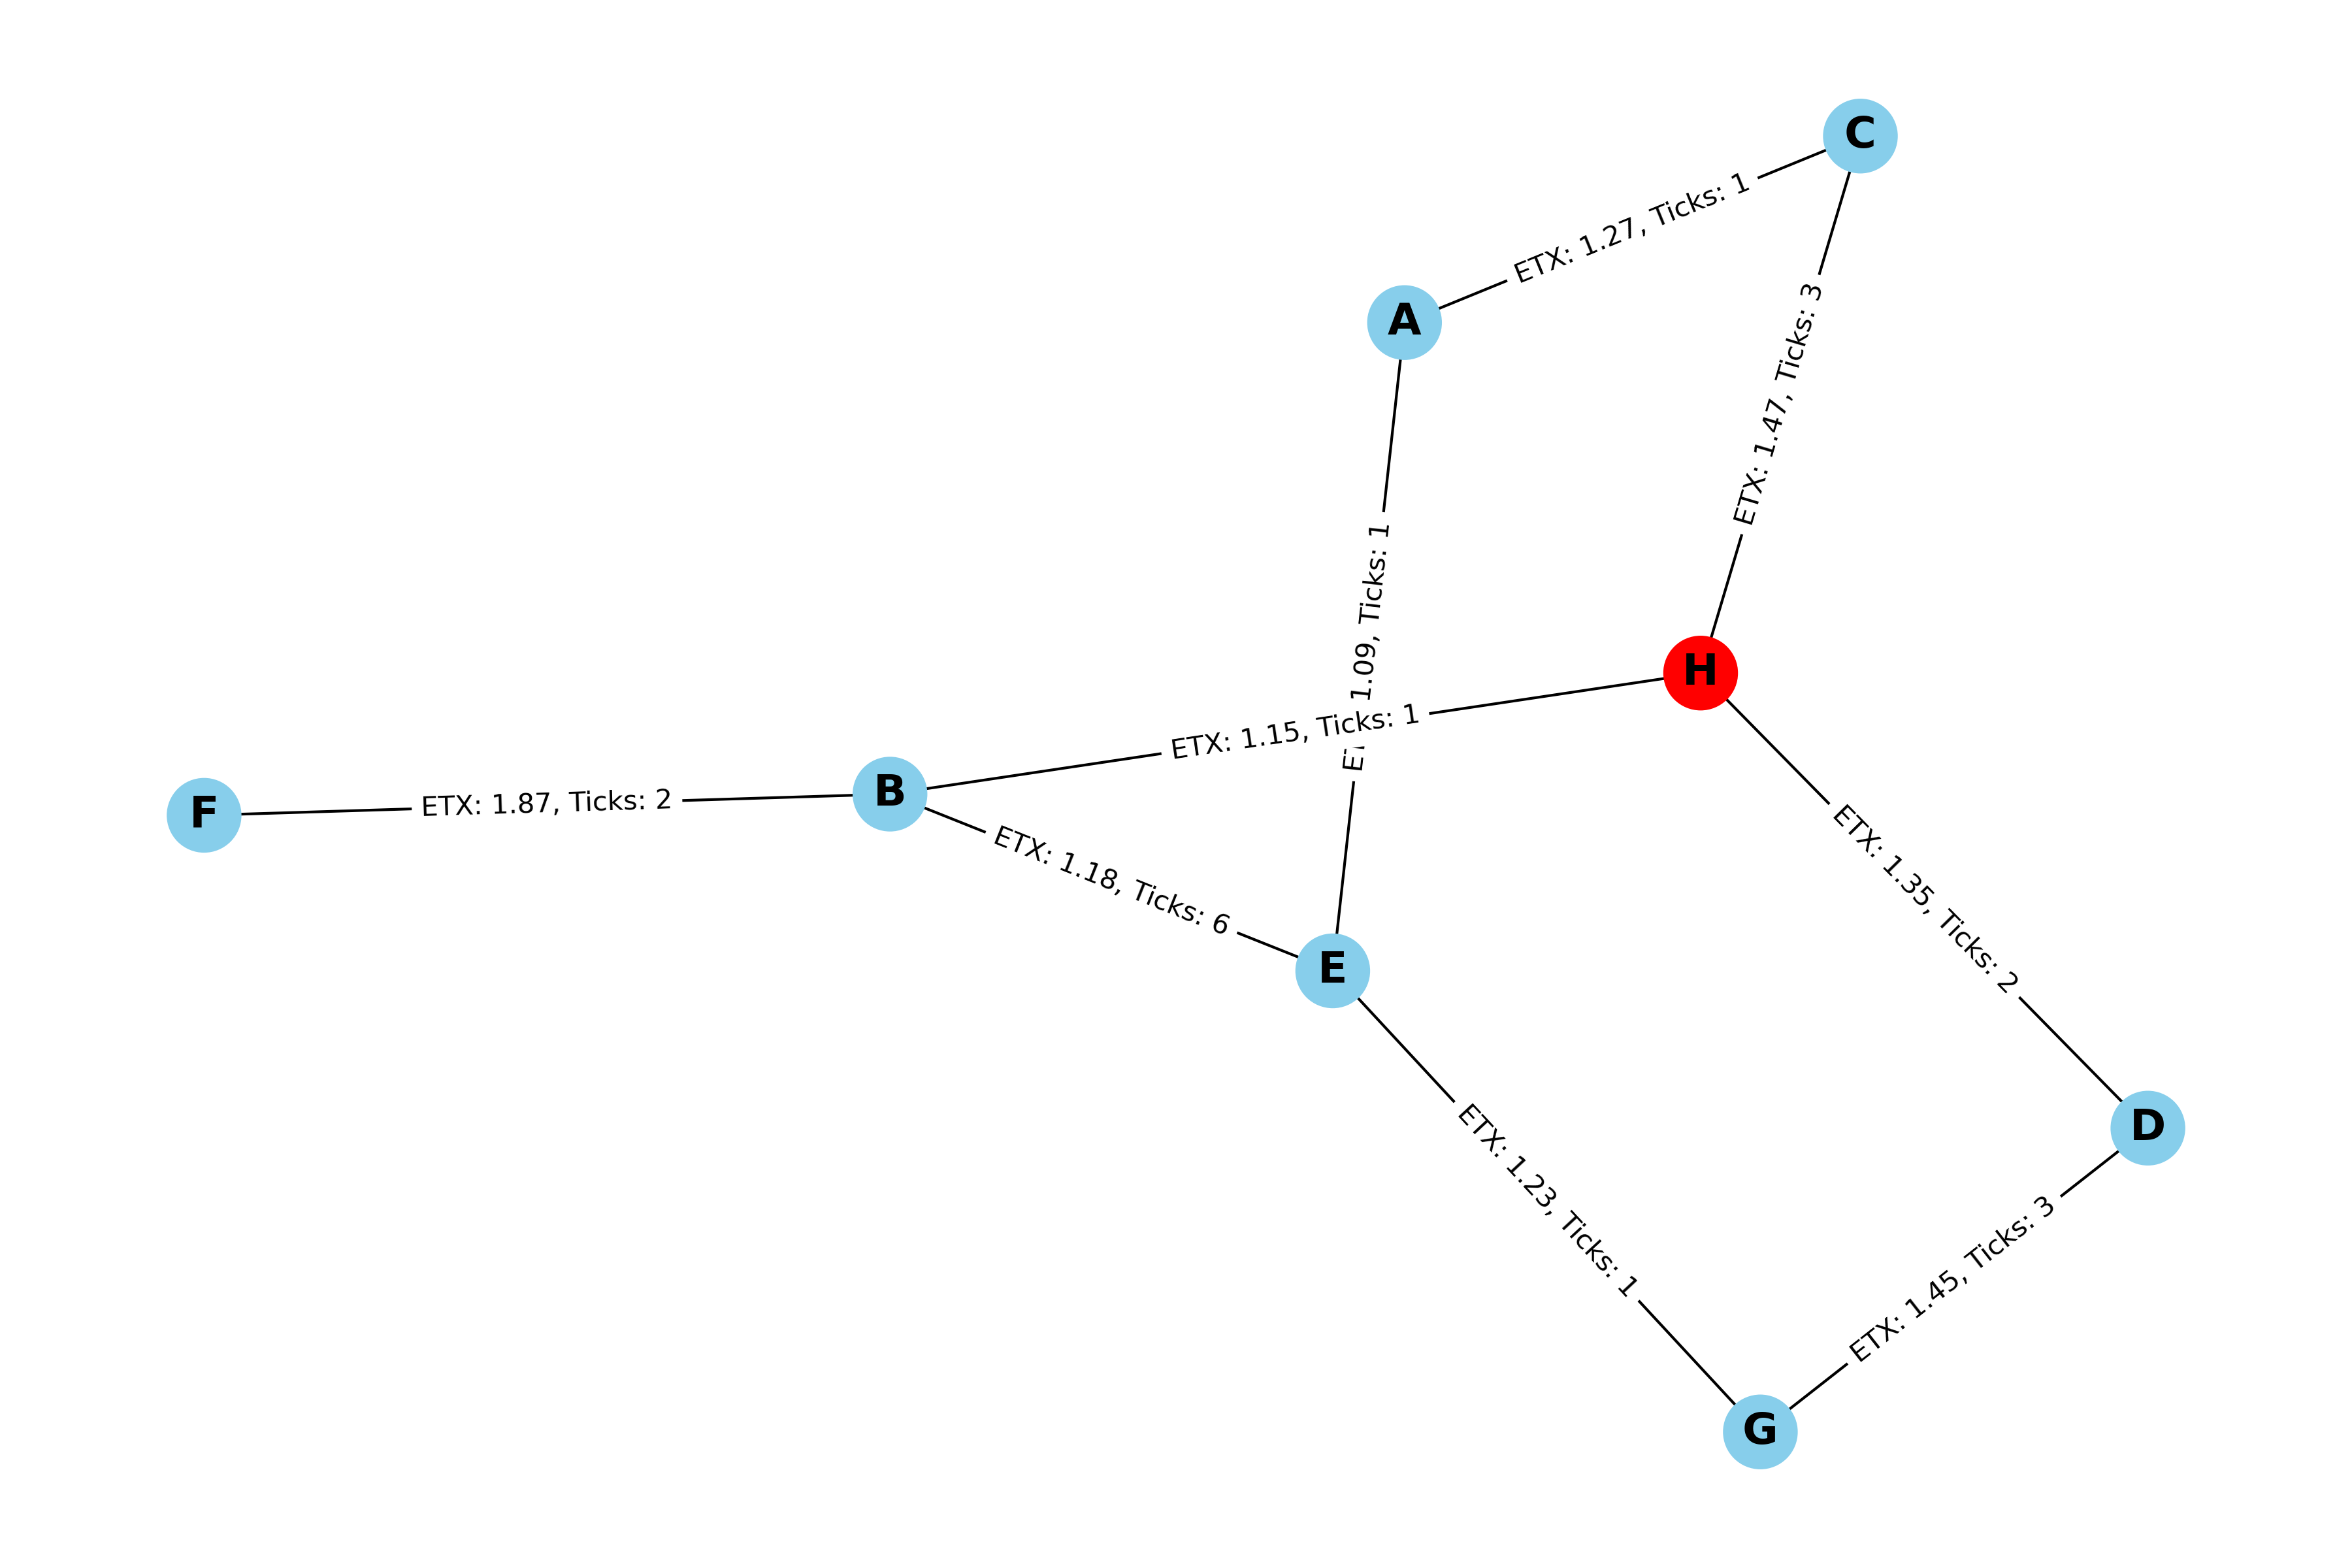 C
ETX: 1.27, Ticks: 1
A
ETX: 1.47, Ticks: 3
1.09, Ticks: 1
H
ETX: 1.15, Ticks: 1
B
F
ETX: 1.87, Ticks: 2
ETX: 1.18, Ticks: 6
ETX: 1.35, Ticks: 2
E
D
ETX: 1.23, Ticks: 1
ETX: 1.45, Ticks: 3
G